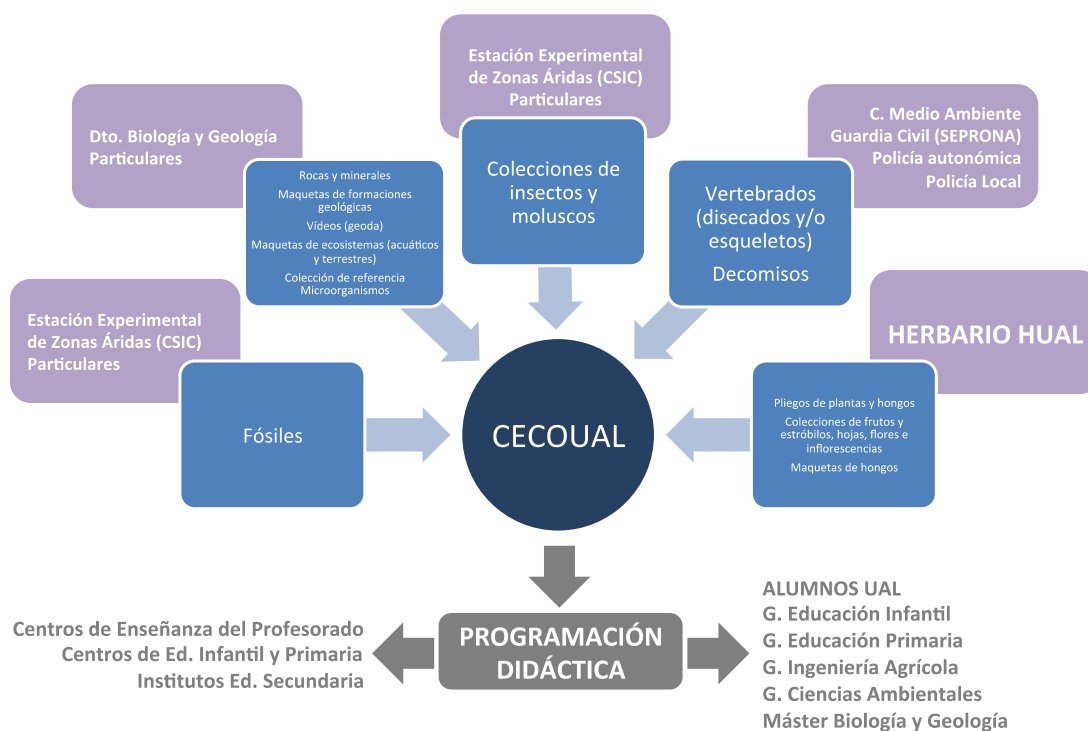 Estación Experimental
de Zonas Áridas (CSIC)
Particulares
Colecciones de
insectos y
moluscos
Dto. Biología y Geología
Particulares
Rocas y minerales
Maquetas de formaciones
geológicas
Vídeos (geoda)
Maquetas de ecosistemas (acuáticos
y terrestres)
Colección de referencia
Microorganismos
C. Medio Ambiente
Guardia Civil (SEPRONA)
Policía autonómica
Policía Local
Vertebrados
(disecados y/o
esqueletos)
Decomisos
Estación Experimental
de Zonas Áridas (CSIC)
Particulares
Fósiles
CECOUAL
HERBARIO HUAL
Pliegos de plantas y hongos
Colecciones de frutos y
estróbilos, hojas, flores e
inflorescencias
Maquetas de hongos
Centros de Enseñanza del Profesorado
Centros de Ed. Infantil y Primaria
Institutos Ed. Secundaria
PROGRAMACIÓN
DIDÁCTICA
ALUMNOS UAL
G. Educación Infantil
G. Educación Primaria
G. Ingeniería Agrícola
G. Ciencias Ambientales
Máster Biología y Geología